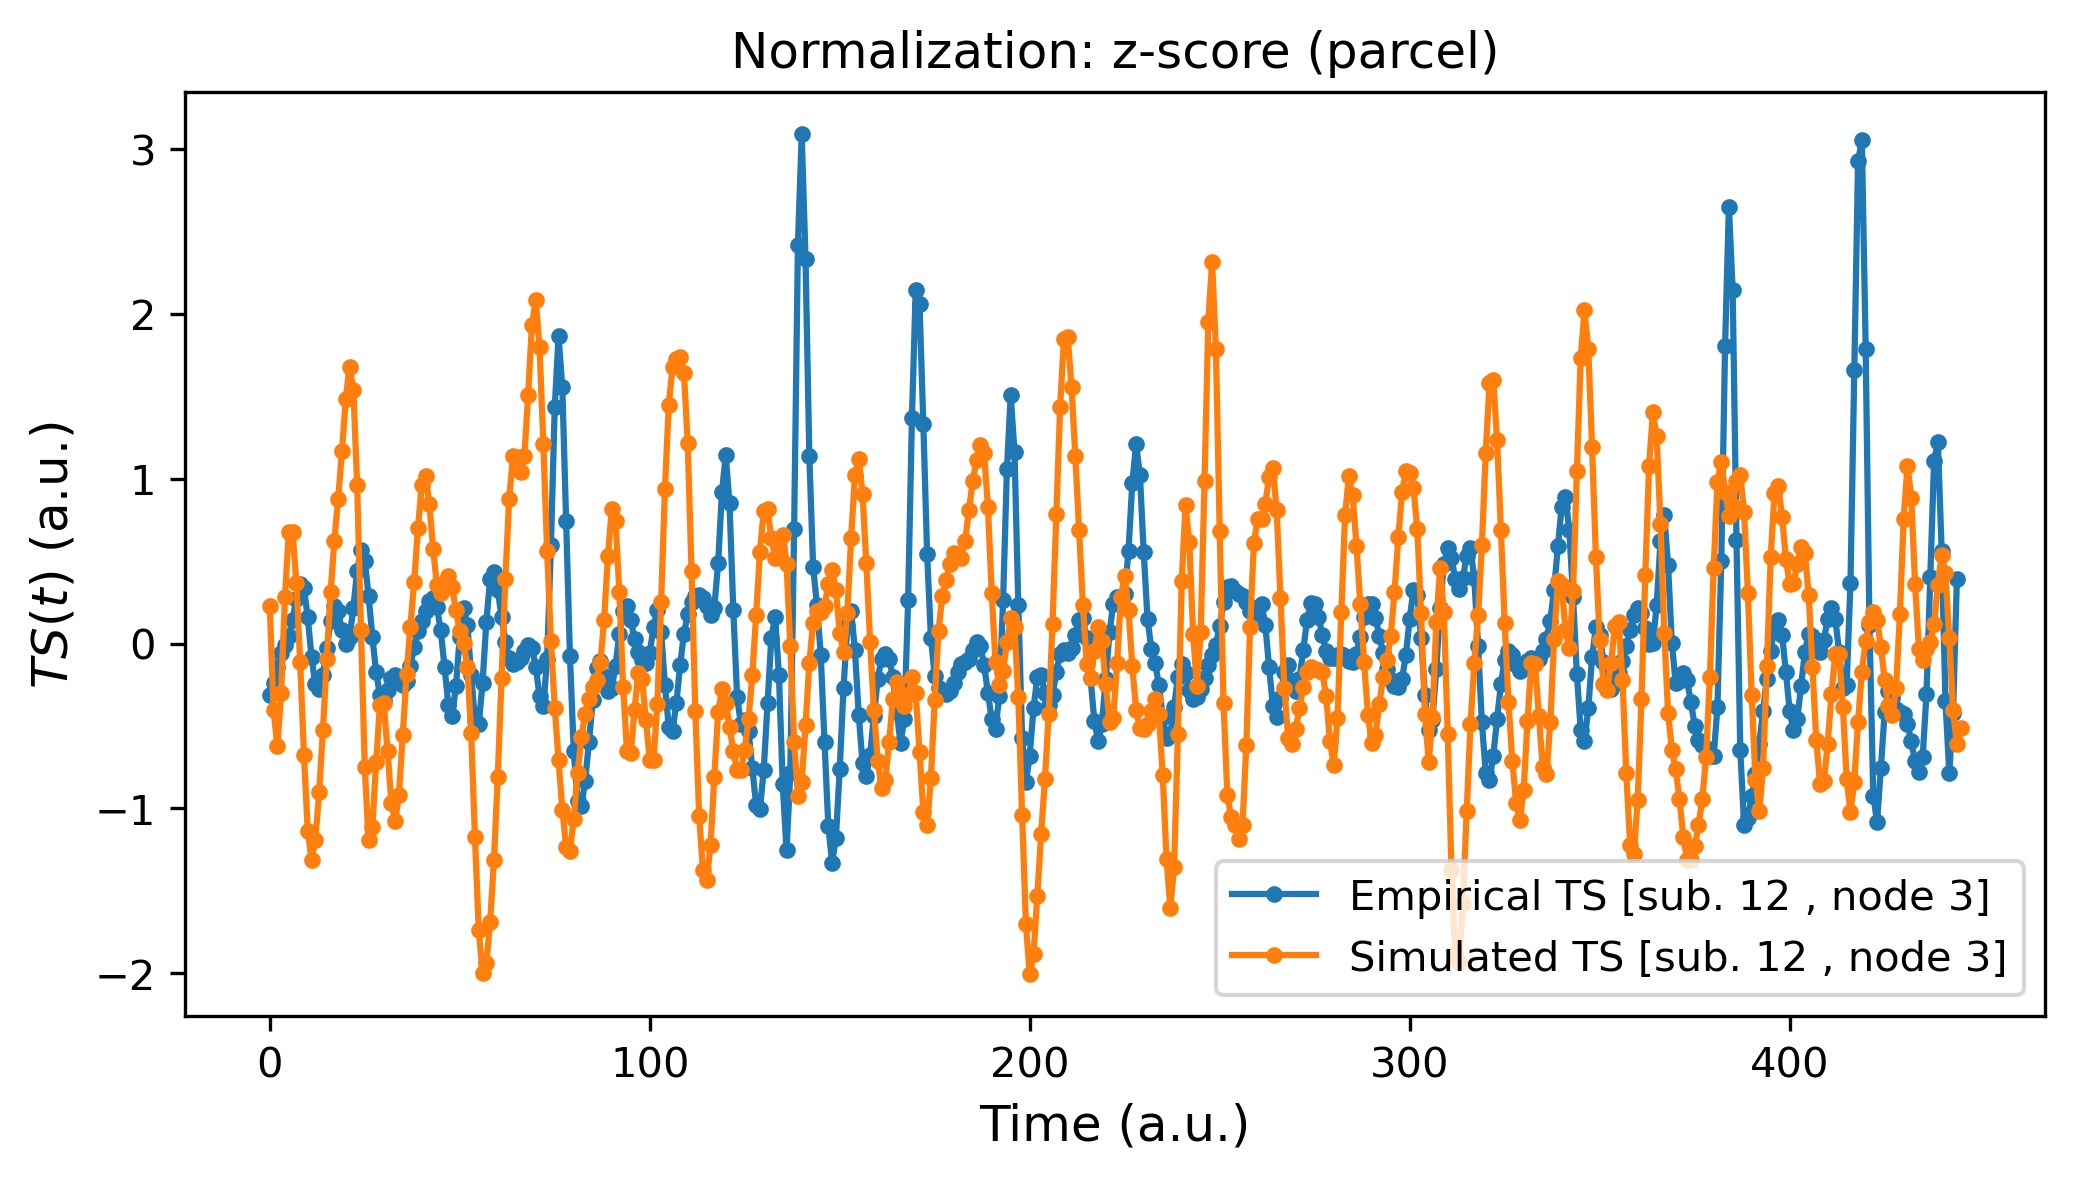 Normalization: z-score (parcel)
TS(t) (a.u.)
3
2
1
0
−1
−2
0 100 200 300 400
Time (a.u.)
Empirical TS [sub. 12 , node 3]
Simulated TS [sub. 12 , node 3]